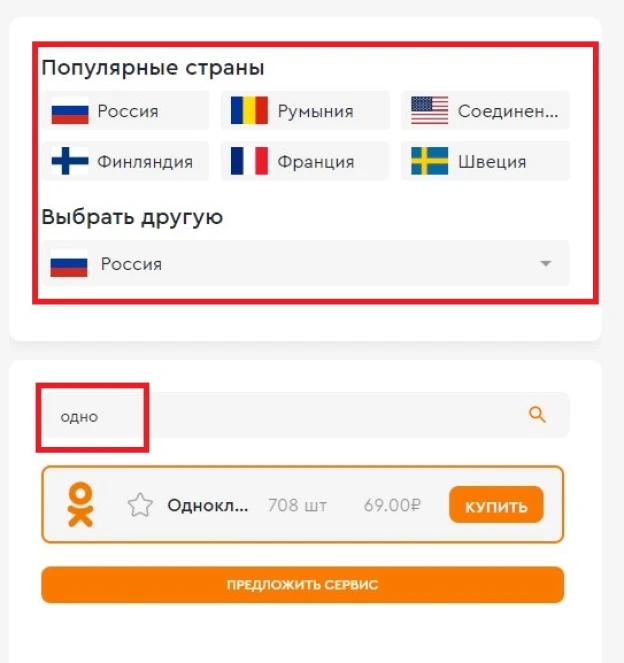 Популярные страны
Россия Румыния Соединен...
Финляндия Франция Швеция
Выбрать другую
Россия
одно
Однокл... 708 шт 69.00₽ КУПИТЬ
ПРЕДЛОЖИТЬ СЕРВИС